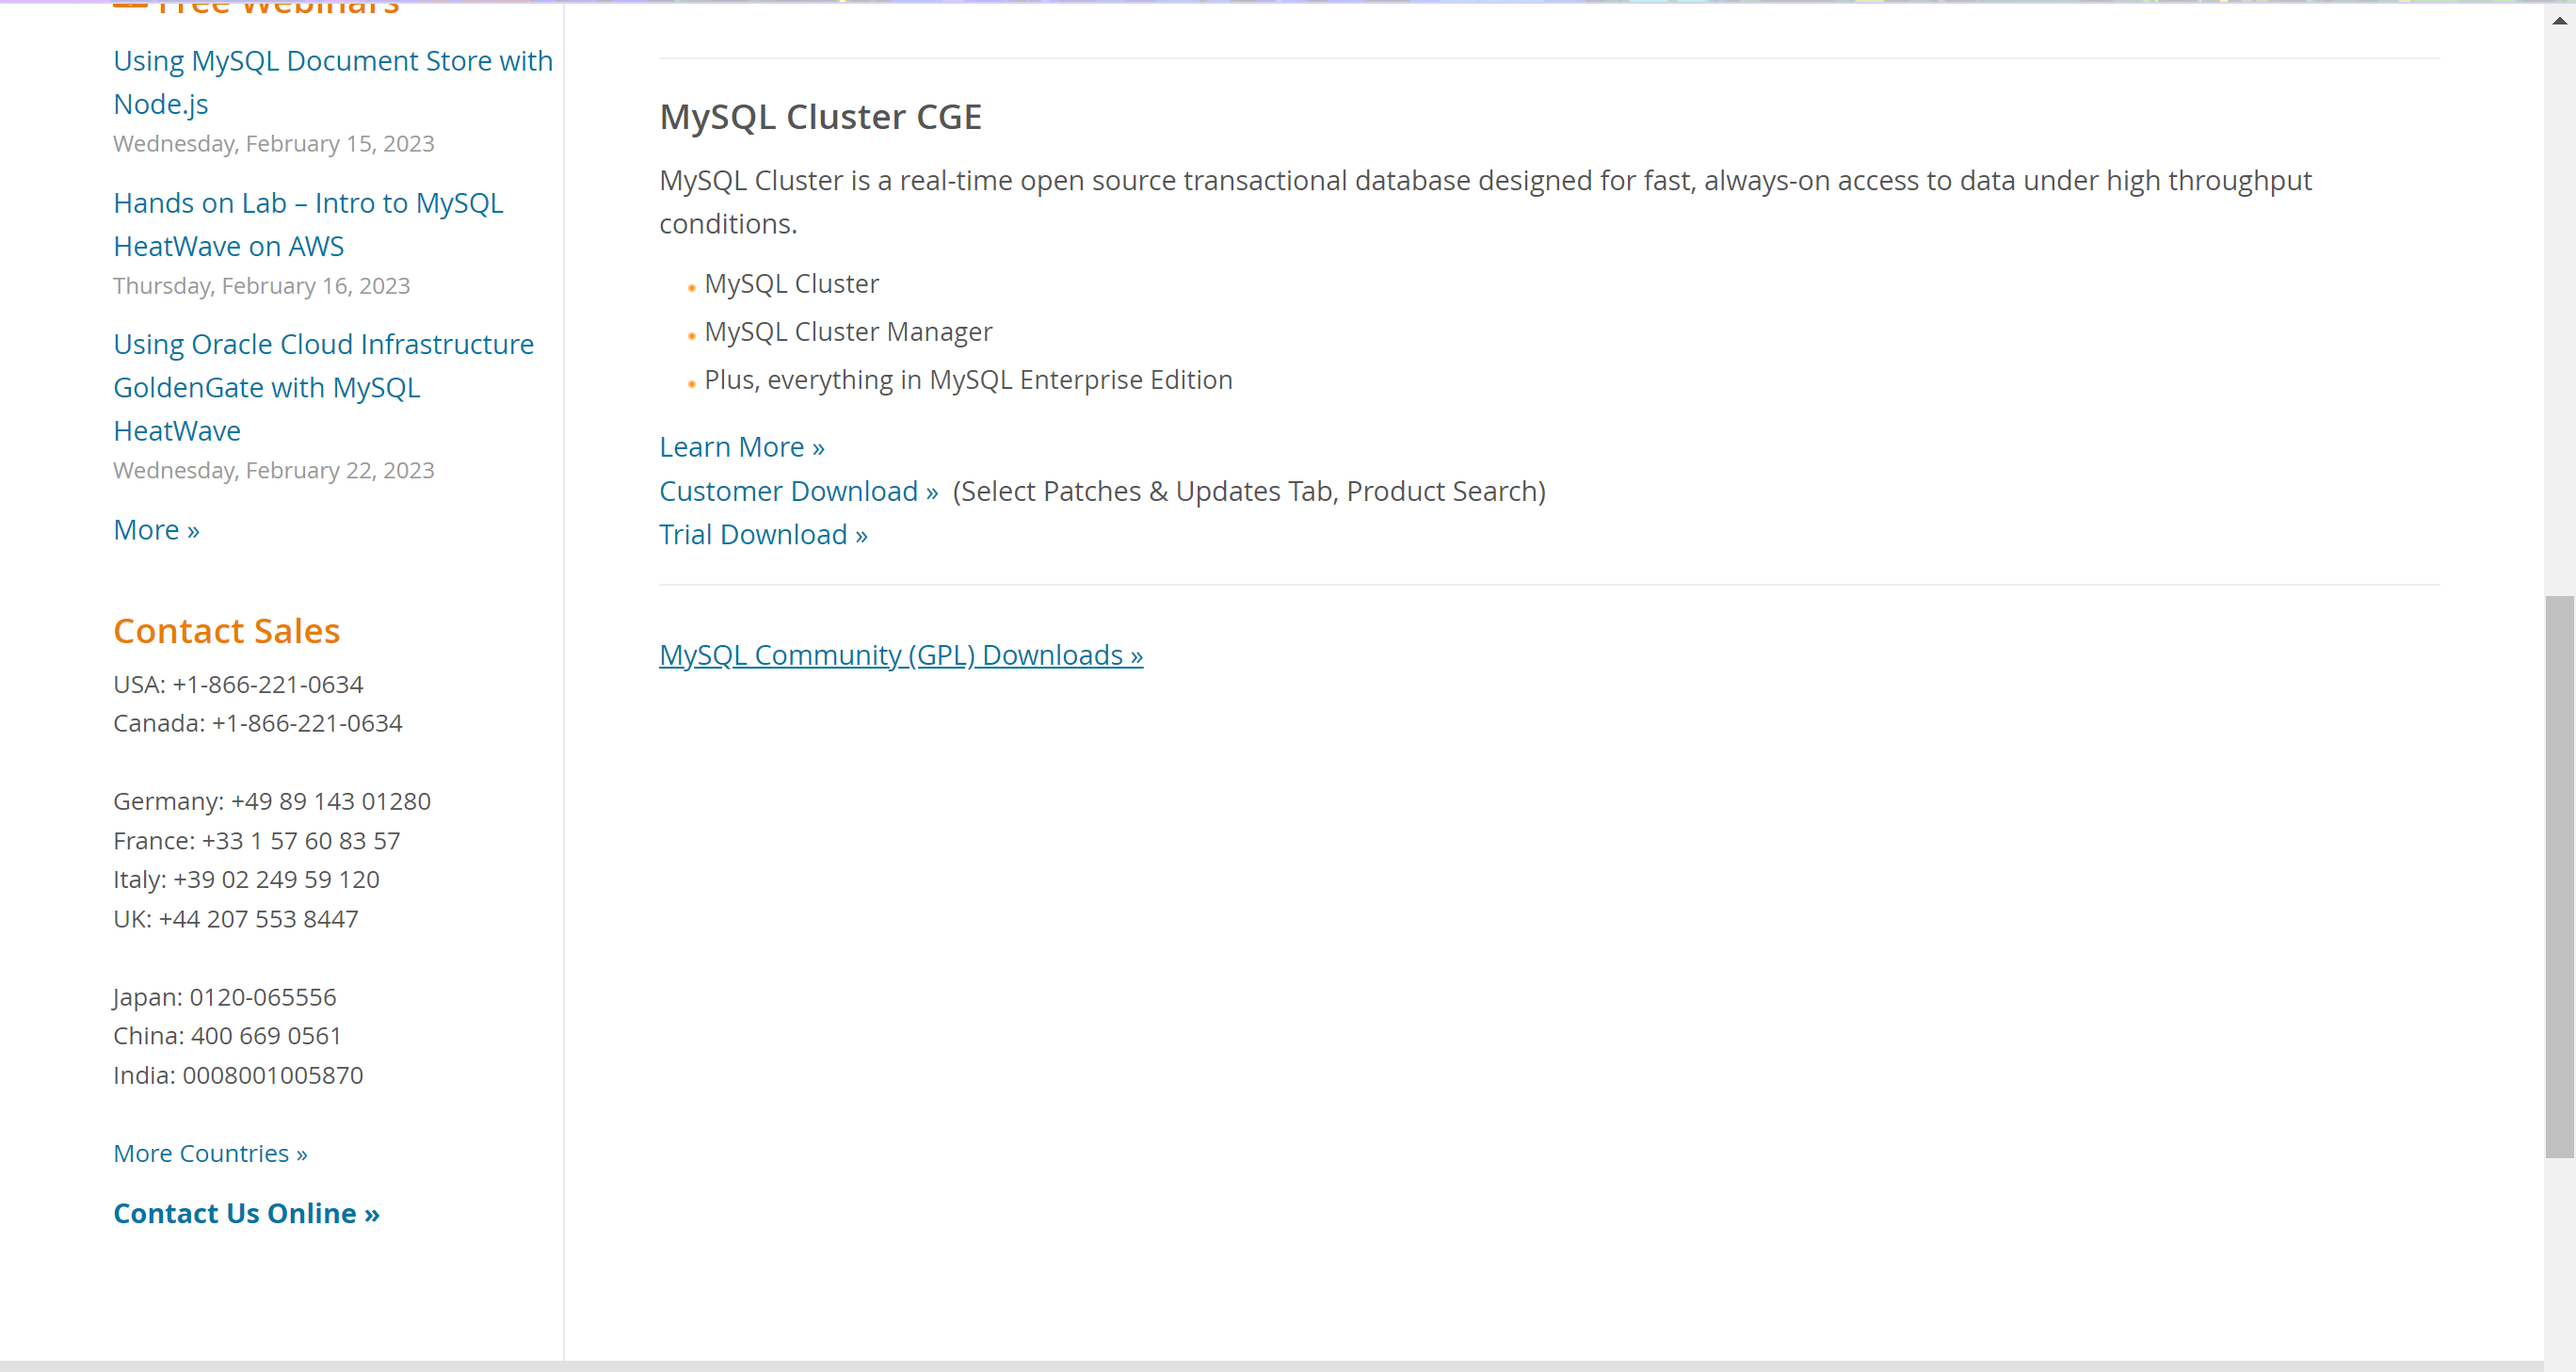 Free Webinars
Using MySQL Document Store with
Node.js
Wednesday, February 15, 2023
Hands on Lab – Intro to MySQL
HeatWave on AWS
Thursday, February 16, 2023
Using Oracle Cloud Infrastructure
GoldenGate with MySQL
HeatWave
Wednesday, February 22, 2023
More »
Contact Sales
USA: +1-866-221-0634
Canada: +1-866-221-0634
Germany: +49 89 143 01280
France: +33 1 57 60 83 57
Italy: +39 02 249 59 120
UK: +44 207 553 8447
Japan: 0120-065556
China: 400 669 0561
India: 0008001005870
More Countries »
Contact Us Online »
MySQL Cluster CGE
MySQL Cluster is a real-time open source transactional database designed for fast, always-on access to data under high throughput
conditions.
MySQL Cluster
MySQL Cluster Manager
Plus, everything in MySQL Enterprise Edition
Learn More »
Customer Download » (Select Patches & Updates Tab, Product Search)
Trial Download »
MySQL Community (GPL) Downloads »